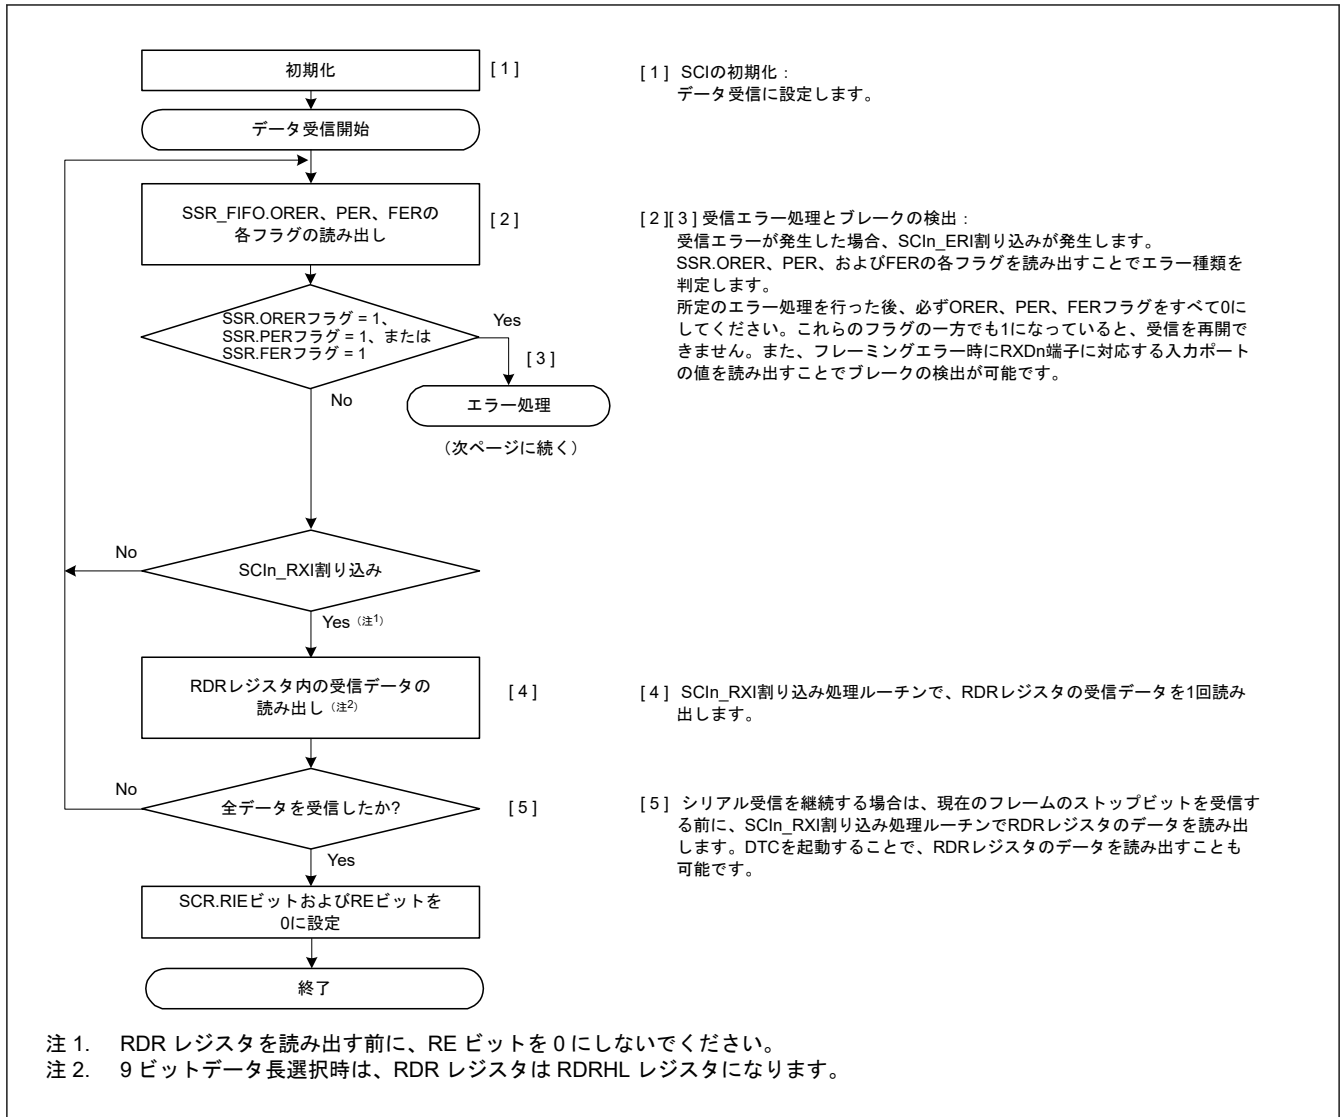 初期化
[ 1 ]
[ 1 ] SCIの初期化：
データ受信に設定します。
データ受信開始
SSR_FIFO.ORER、PER、FERの
各フラグの読み出し
[ 2 ]
[ 2 ][ 3 ] 受信エラー処理とブレークの検出：
受信エラーが発生した場合、SCIn_ERI割り込みが発生します。
SSR.ORER、PER、およびFERの各フラグを読み出すことでエラー種類を
判定します。
所定のエラー処理を行った後、必ずORER、PER、FERフラグをすべて0に
してください。これらのフラグの一方でも1になっていると、受信を再開で
きません。また、フレーミングエラー時にRXDn端子に対応する入力ポート
の値を読み出すことでブレークの検出が可能です。
SSR.ORERフラグ = 1、
SSR.PERフラグ = 1、または
SSR.FERフラグ = 1
Yes
[ 3 ]
No
エラー処理
（次ページに続く）
No
SCIn_RXI割り込み
Yes（注1）
RDRレジスタ内の受信データの
読み出し（注2）
[ 4 ]
[ 4 ] SCIn_RXI割り込み処理ルーチンで、RDRレジスタの受信データを1回読み
出します。
No
全データを受信したか?
[ 5 ]
[ 5 ] シリアル受信を継続する場合は、現在のフレームのストップビットを受信す
る前に、SCIn_RXI割り込み処理ルーチンでRDRレジスタのデータを読み出
します。DTCを起動することで、RDRレジスタのデータを読み出すことも
可能です。
Yes
SCR.RIEビットおよびREビットを
0に設定
終了
注 1. RDR レジスタを読み出す前に、RE ビットを 0 にしないでください。
注 2. 9 ビットデータ長選択時は、RDR レジスタは RDRHL レジスタになります。